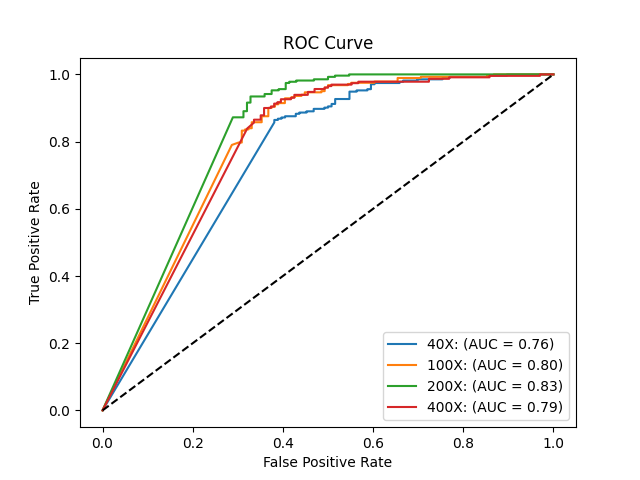 ROC Curve
1.0
0.8
0.6
0.4
0.2
0.0
True Positive Rate
40X: (AUC = 0.76)
100X: (AUC = 0.80)
200X: (AUC = 0.83)
400X: (AUC = 0.79)
0.0 0.2 0.4 0.6 0.8 1.0
False Positive Rate